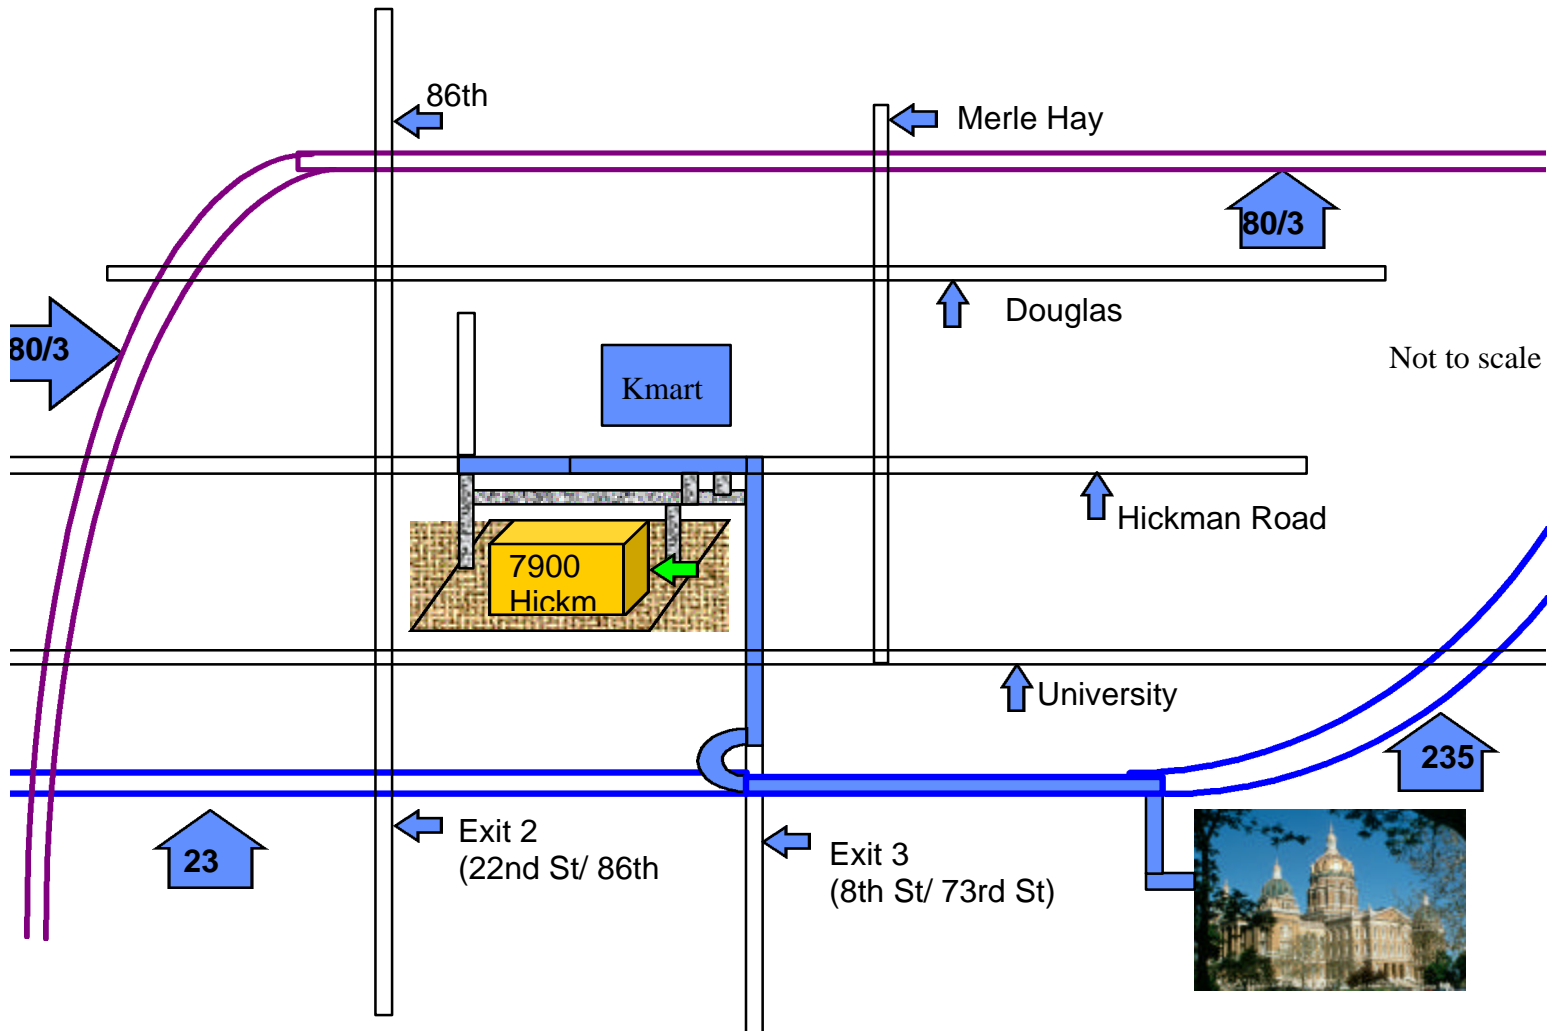 86th
Merle Hay
80/3
Douglas
80/3
Not to scale
Kmart
Hickman Road
7900
Hickm
University
235
Exit 2
(22nd St/ 86th
23
Exit 3
(8th St/ 73rd St)